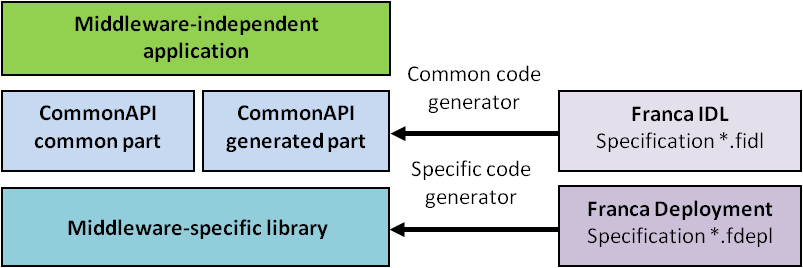 Middleware-independent
application
Common code
generator
CommonAPI
common part
CommonAPI
generated part
Franca IDL
Specification *.fidl
Specific code
generator
Middleware-specific library
Franca Deployment
Specification *.fdepl